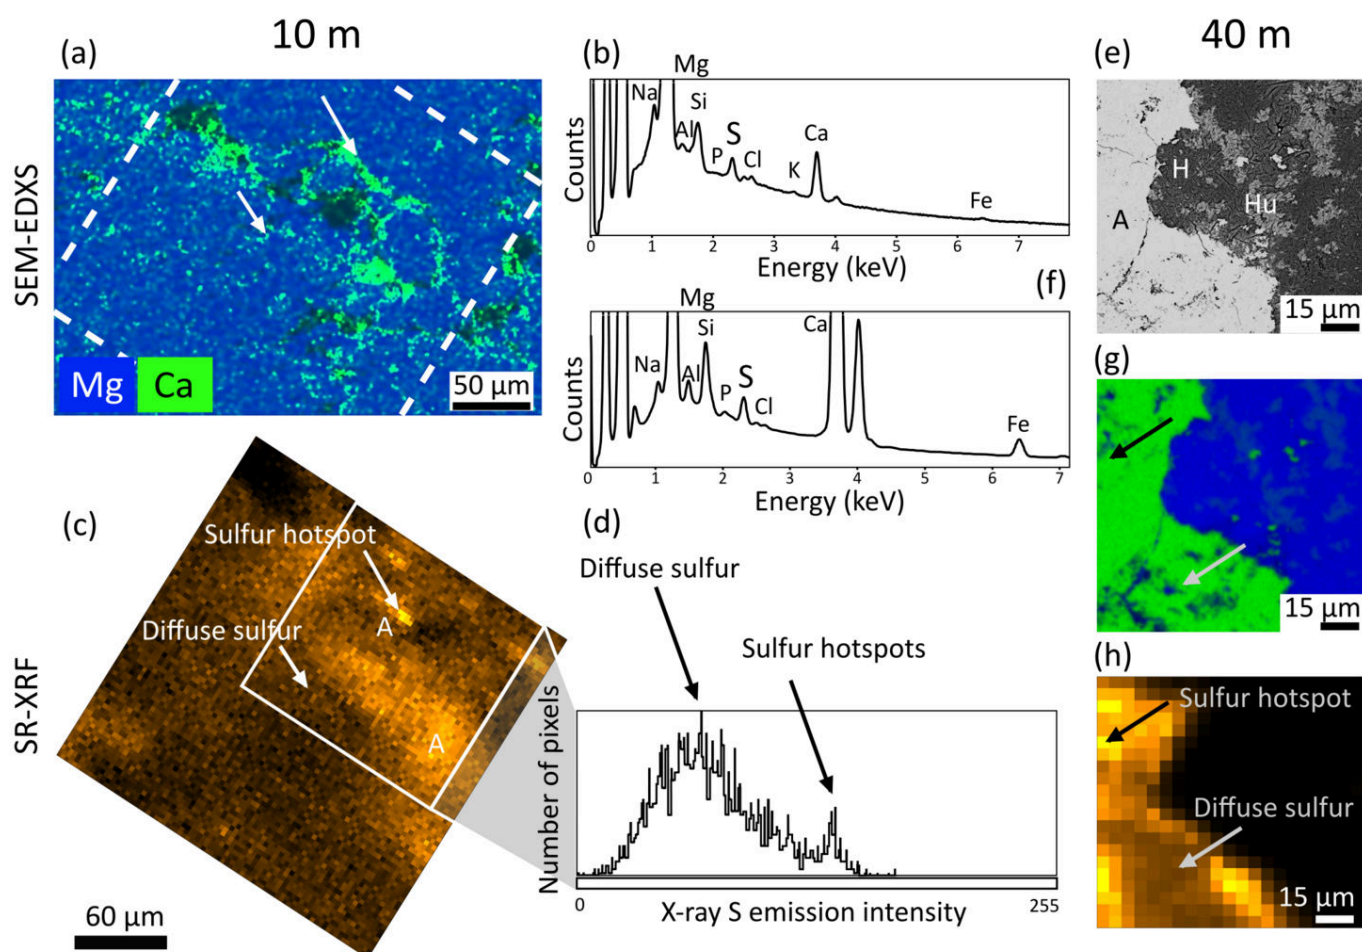 10 m
40 m
SEM-EDXS
SR-XRF
(a)
Mg
Ca
50 µm
(b)
Mg
Na
Al
Si
P
S
Cl
K
Ca
Fe
Counts
0 1 2 3 4 5 6 7
Energy (keV)
(e)
H
Hu
A
15 µm
(f)
Mg
Na
Al
Si
P
S
Cl
Ca
Fe
Counts
0 1 2 3 4 5 6 7
Energy (keV)
(g)
15 µm
(c)
Sulfur hotspot
A
Diffuse sulfur
A
60 µm
(d)
Diffuse sulfur
Sulfur hotspots
Number of pixels
0
X-ray S emission intensity
255
(h)
Sulfur hotspot
Diffuse sulfur
15 µm